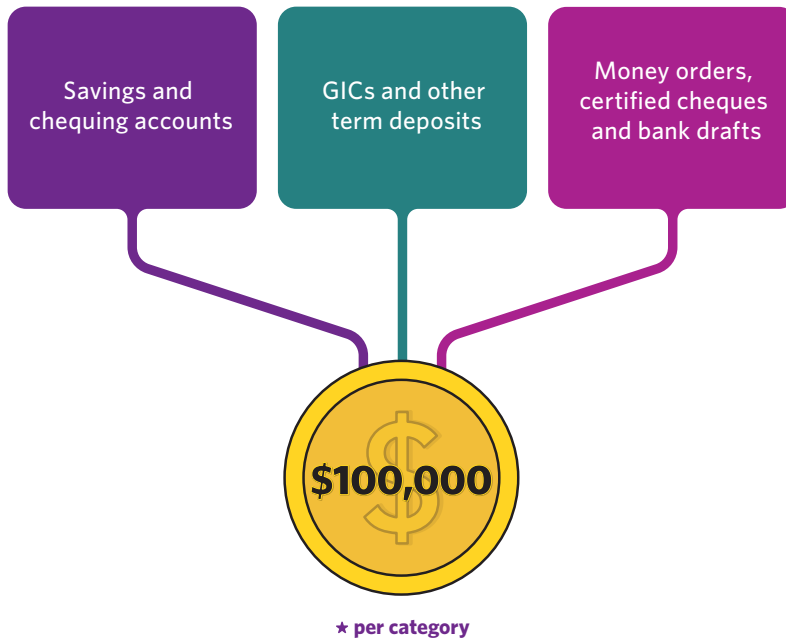 Savings and
chequing accounts
GICs and other
term deposits
Money orders,
certified cheques
and bank drafts
$100,000
★ per category